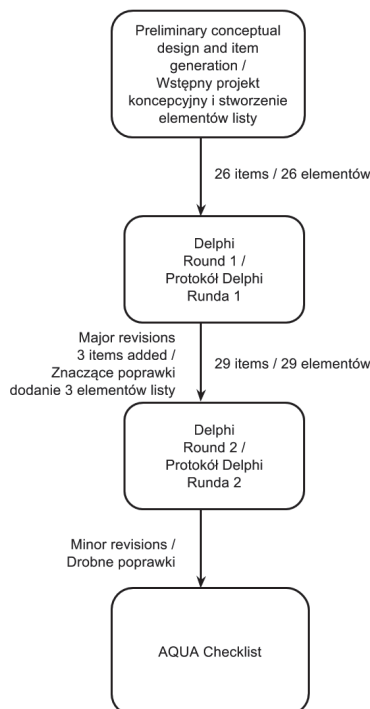 Preliminary conceptual
design and item
generation /
Wstępny projekt
koncepcyjny i stworzenie
elementów listy
26 items / 26 elementów
Delphi
Round 1 /
Protokół Delphi
Runda 1
Major revisions
3 items added /
Znaczące poprawki
dodanie 3 elementów listy
29 items / 29 elementów
Delphi
Round 2 /
Protokół Delphi
Runda 2
Minor revisions /
Drobne poprawki
AQUA Checklist